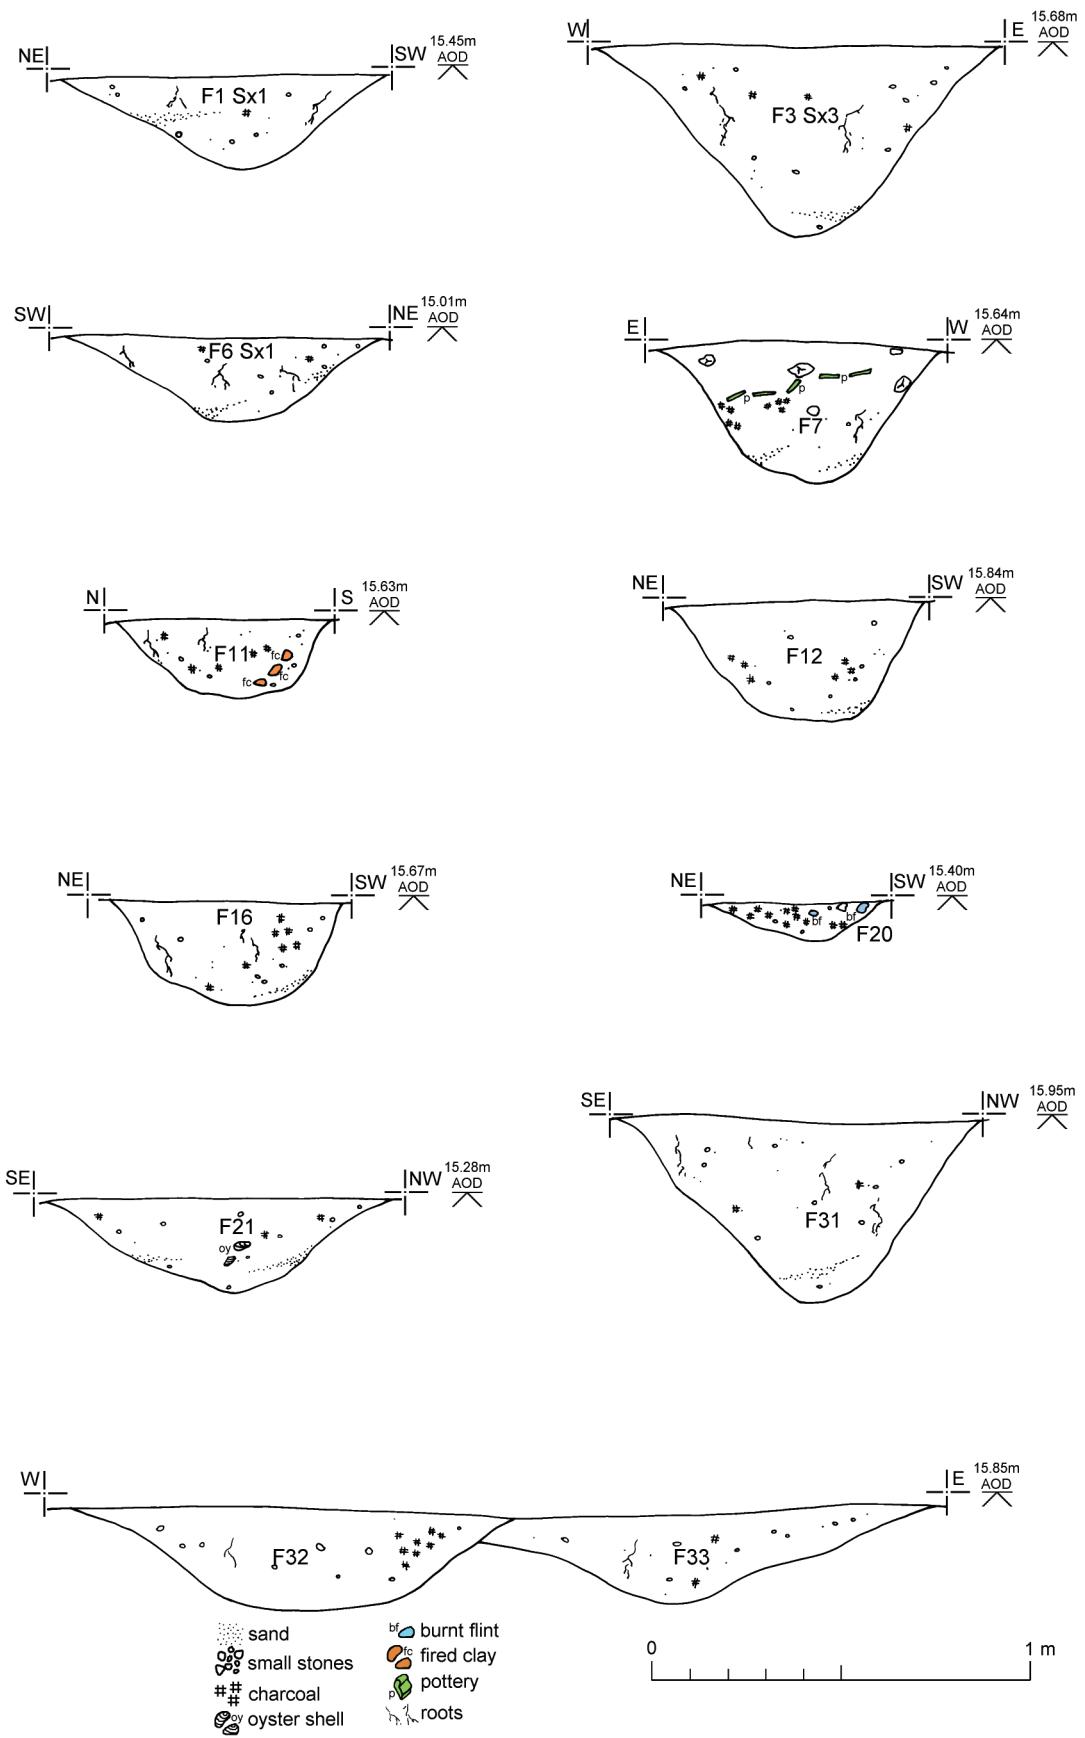 NE SW 15.45m
AOD
F1 Sx1
W E 15.68m
AOD
F3 Sx3
SW NE 15.01m
AOD
F6 Sx1
E W 15.64m
AOD
p p p
F7
N S 15.63m
AOD
F11 fc
fc fc
NE SW 15.84m
AOD
F12
NE SW 15.67m
AOD
F16
NE SW 15.40m
AOD
bf bf
F20
SE NW 15.28m
AOD
F21
oy
SE NW 15.95m
AOD
F31
W E 15.85m
AOD
F32 F33
sand
small stones
charcoal
oy oyster shell
bf burnt flint
fc fired clay
p pottery
roots
0 1 m